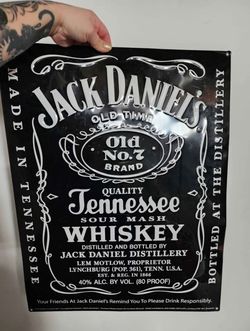 JACK DANIEL'S
OLD TIME
Old
No. 7
BRAND
QUALITY
Tennessee
SOUR MASH
WHISKEY
DISTILLED AND BOTTLED BY
JACK DANIEL DISTILLERY
LEM MOTLOW, PROPRIETOR
LYNCHBURG (POP. 361), TENN. U.S.A.
EST. & REG. IN 1866
40% ALC. BY VOL. (80 PROOF)
MADE IN TENNESSEE
BOTTLED AT THE DISTILLERY
Your Friends At Jack Daniel's Remind You To Please Drink Responsibly.